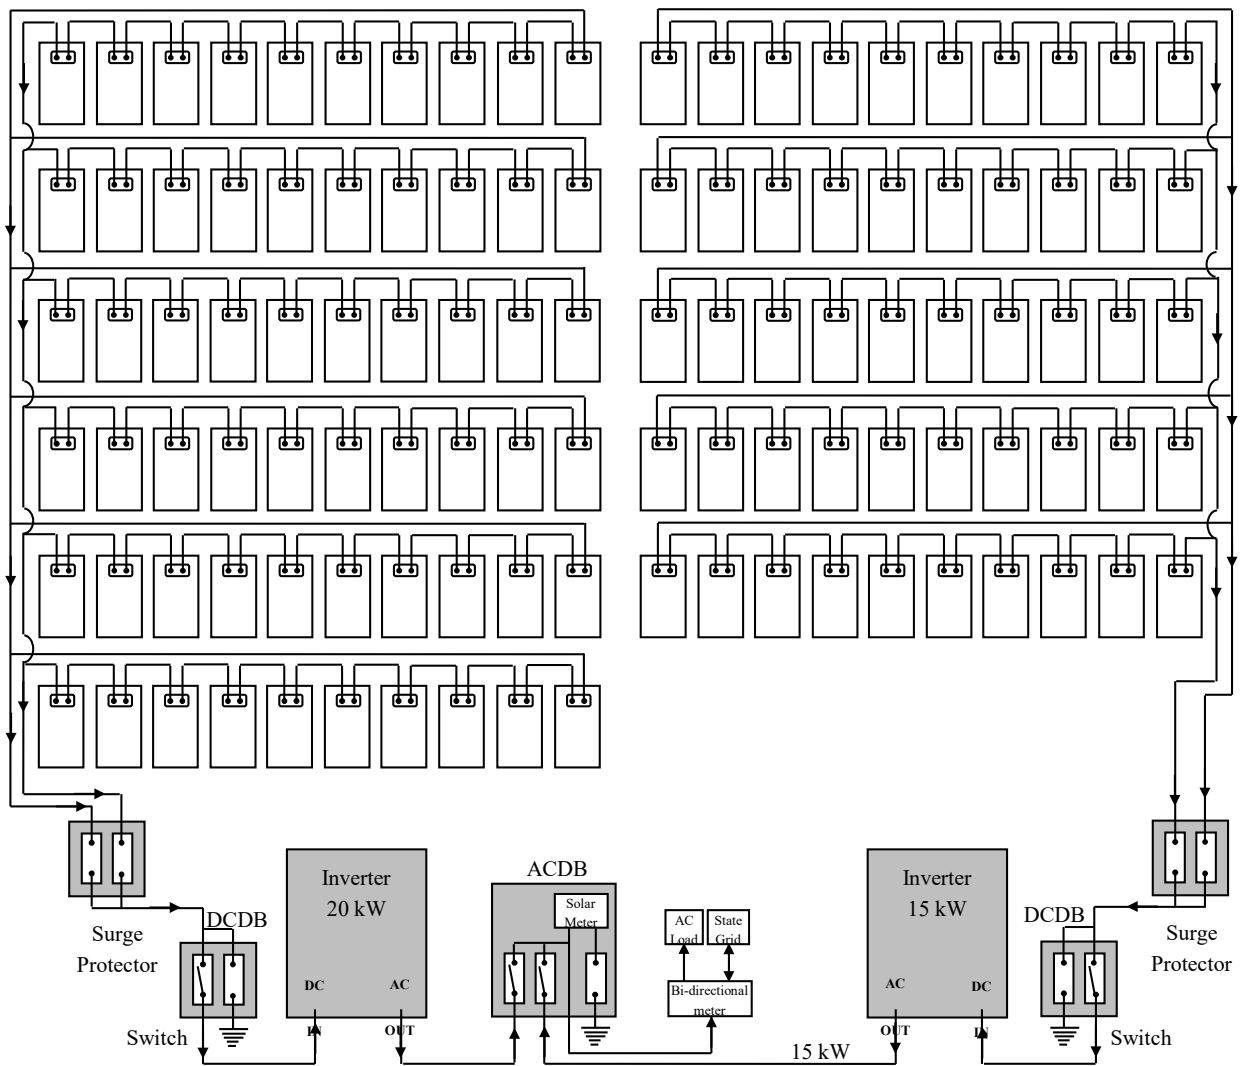 ACDB
Inverter
20 kW
Inverter
15 kW
Solar
Meter
DCDB
AC
Load
State
Grid
DCDB
Surge
Protector
Surge
Protector
DC
AC
AC
DC
Bi-directional
meter
Switch
IN
OUT
OUT
IN
Switch
15 kW